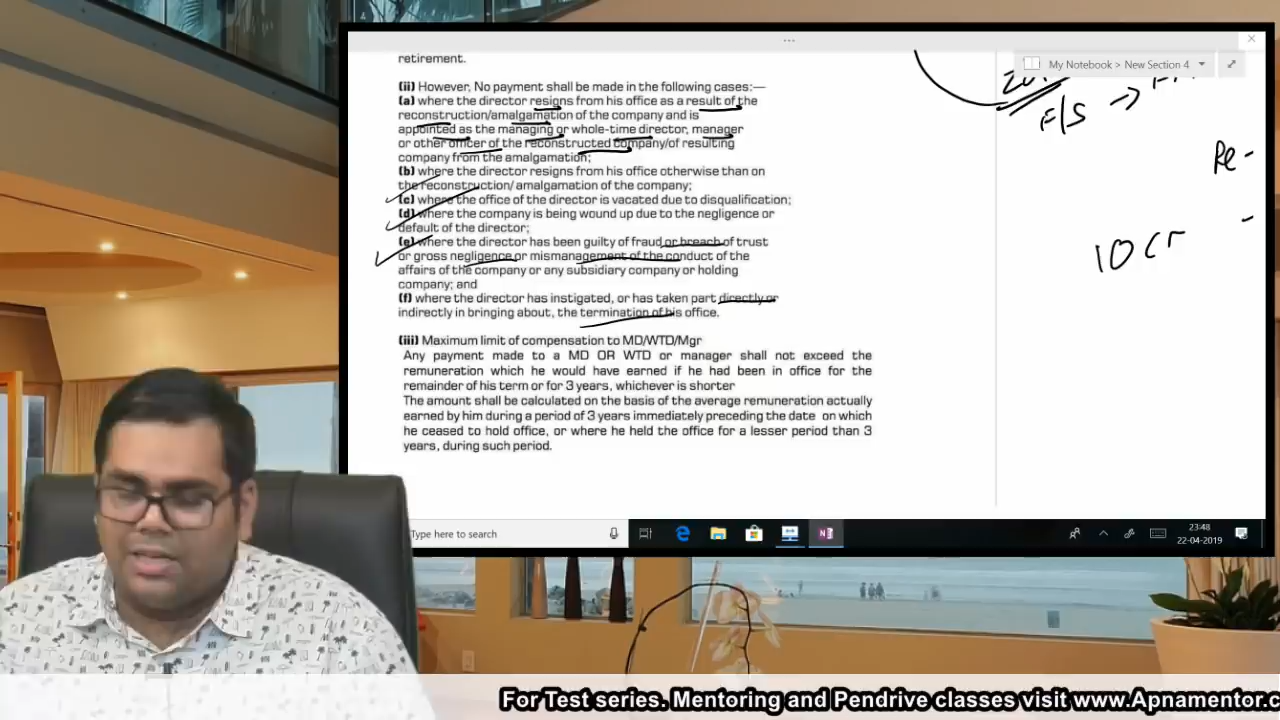 retirement.
My Notebook > New Section 4
(ii) However, No payment shall be made in the following cases:—
(a) where the director resigns from his office as a result of the
reconstruction/amalgamation of the company and is
appointed as the managing or whole-time director, manager
or other officer of the reconstructed company/of resulting
company from the amalgamation;
(b) where the director resigns from his office otherwise than on
the reconstruction/ amalgamation of the company;
(c) where the office of the director is vacated due to disqualification;
(d) where the company is being wound up due to the negligence or
default of the director;
(e) where the director has been guilty of fraud or breach of trust
or gross negligence or mismanagement of the conduct of the
affairs of the company or any subsidiary company or holding
company; and
(f) where the director has instigated, or has taken part directly or
indirectly in bringing about, the termination of his office.
(iii) Maximum limit of compensation to MD/WTD/Mgr
Any payment made to a MD OR WTD or manager shall not exceed the
remuneration which he would have earned if he had been in office for the
remainder of his term or for 3 years, whichever is shorter
The amount shall be calculated on the basis of the average remuneration actually
earned by him during a period of 3 years immediately preceding the date on which
he ceased to hold office, or where he held the office for a lesser period than 3
years, during such period.
F/S
Re-
10 Cr
Type here to search
23:48
22-04-2019
For Test series. Mentoring and Pendrive classes visit www.Apnamentor.c